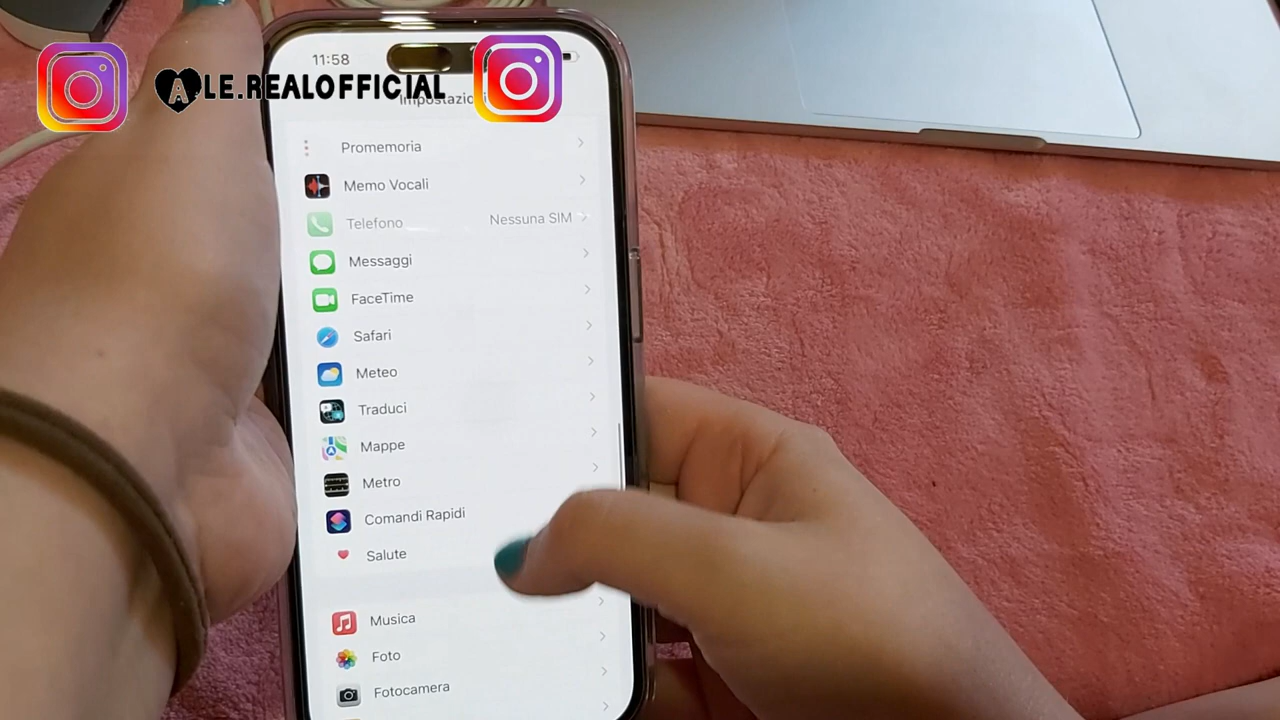 11:58
ALE.REALOFFICIAL
Promemoria
Memo Vocali
Telefono Nessuna SIM
Messaggi
FaceTime
Safari
Meteo
Traduci
Mappe
Metro
Comandi Rapidi
Salute
Musica
Foto
Fotocamera